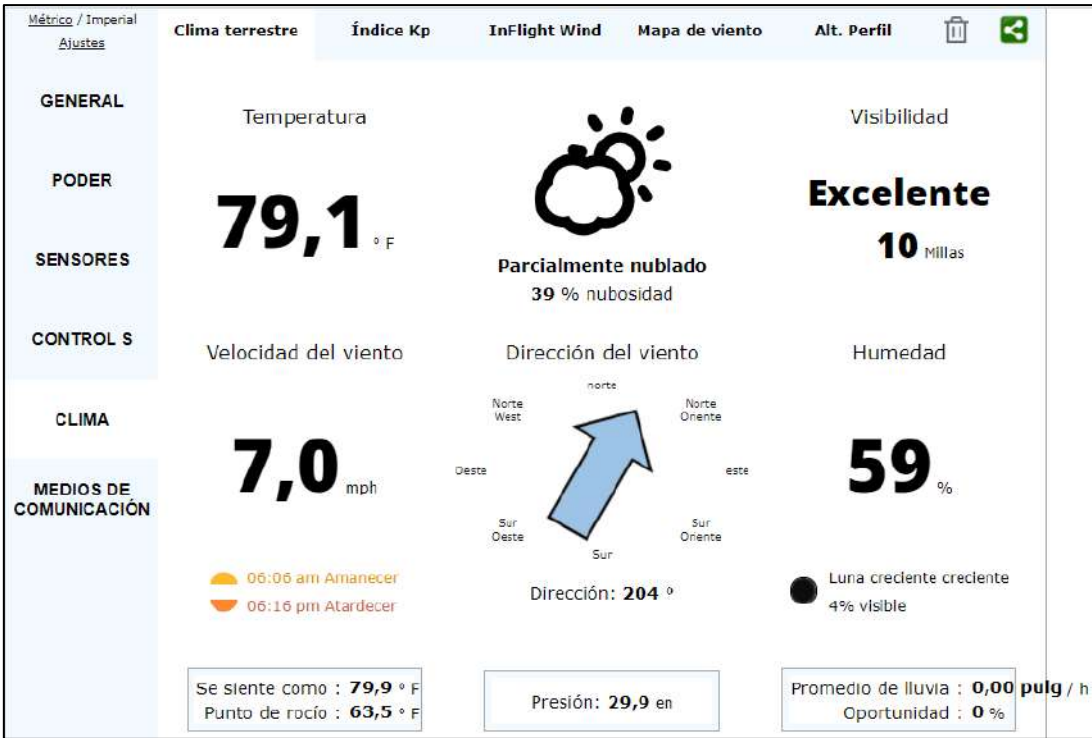 Métrico / Imperial
Ajustes
Clima terrestre
Índice Kp
InFlight Wind
Mapa de viento
Alt. Perfil
GENERAL
PODER
SENSORES
CONTROL S
CLIMA
MEDIOS DE
COMUNICACIÓN
Temperatura
79,1 ° F
Parcialmente nublado
39 % nubosidad
Visibilidad
Excelente
10 Millas
Velocidad del viento
7,0 mph
06:06 am Amanecer
06:16 pm Atardecer
Dirección del viento
norte
Norte
West
Norte
Oriente
Oeste
este
Sur
Oeste
Sur
Oriente
Sur
Dirección: 204 °
Humedad
59 %
Luna creciente creciente
4% visible
Se siente como : 79,9 ° F
Punto de rocío : 63,5 ° F
Presión: 29,9 en
Promedio de lluvia : 0,00 pulg / h
Oportunidad : 0 %